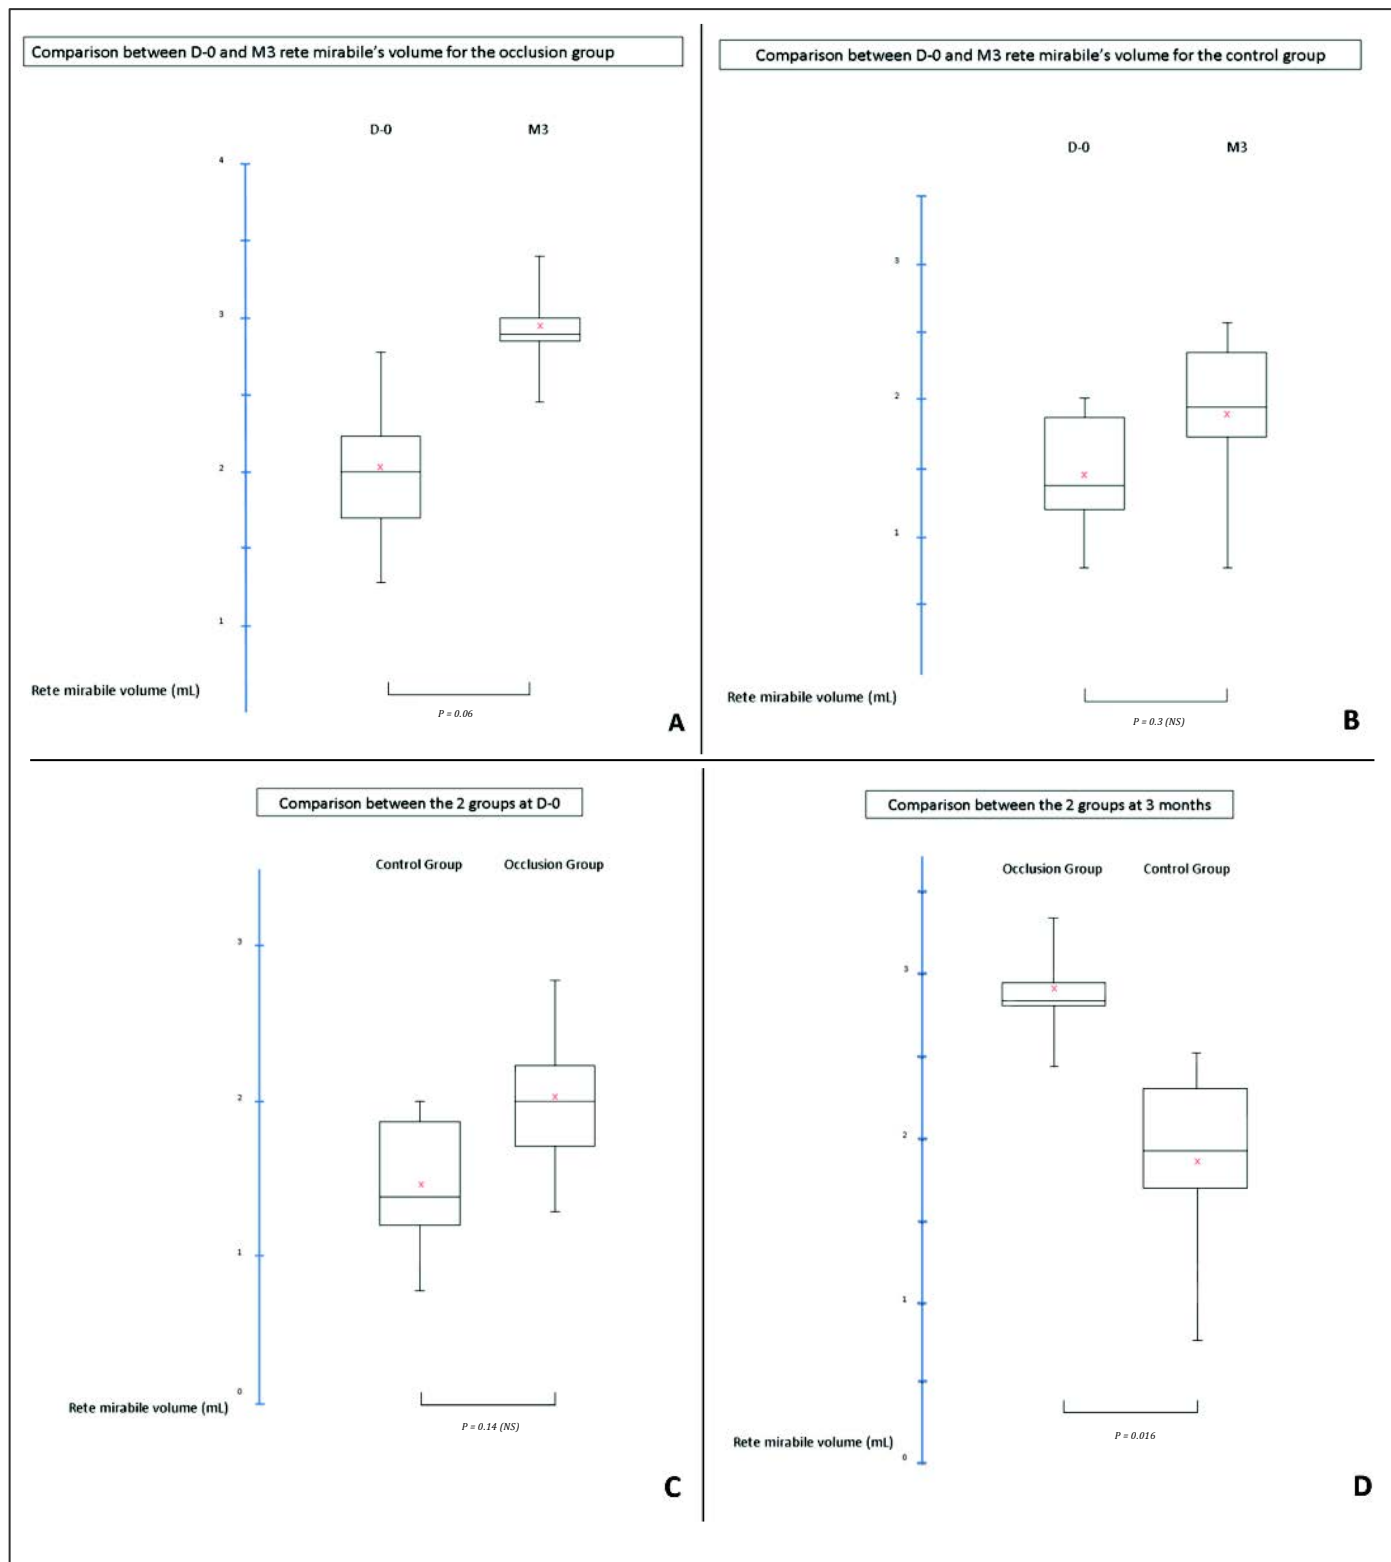 Comparison between D-0 and M3 rete mirabile's volume for the occlusion group
D-0 M3
4
3
2
1
Rete mirabile volume (mL)
P = 0.06
A
Comparison between D-0 and M3 rete mirabile's volume for the control group
D-0 M3
3
2
1
Rete mirabile volume (mL)
P = 0.3 (NS)
B
Comparison between the 2 groups at D-0
Control Group Occlusion Group
3
2
1
0
Rete mirabile volume (mL)
P = 0.14 (NS)
C
Comparison between the 2 groups at 3 months
Occlusion Group Control Group
3
2
1
0
Rete mirabile volume (mL)
P = 0.016
D